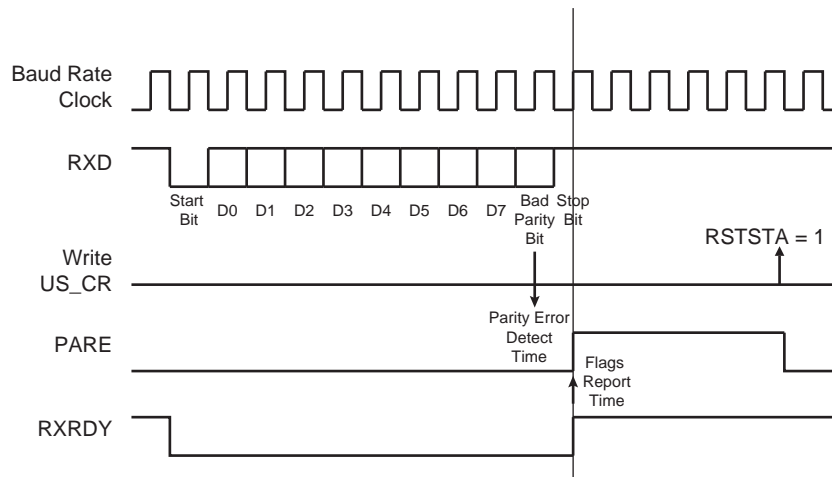 Baud Rate
Clock
RXD
Start
Bit
D0 D1 D2 D3 D4 D5 D6 D7
Bad
Parity
Bit
Stop
Bit
RSTSTA = 1
Write
US_CR
Parity Error
Detect
Time
PARE
Flags
Report
Time
RXRDY